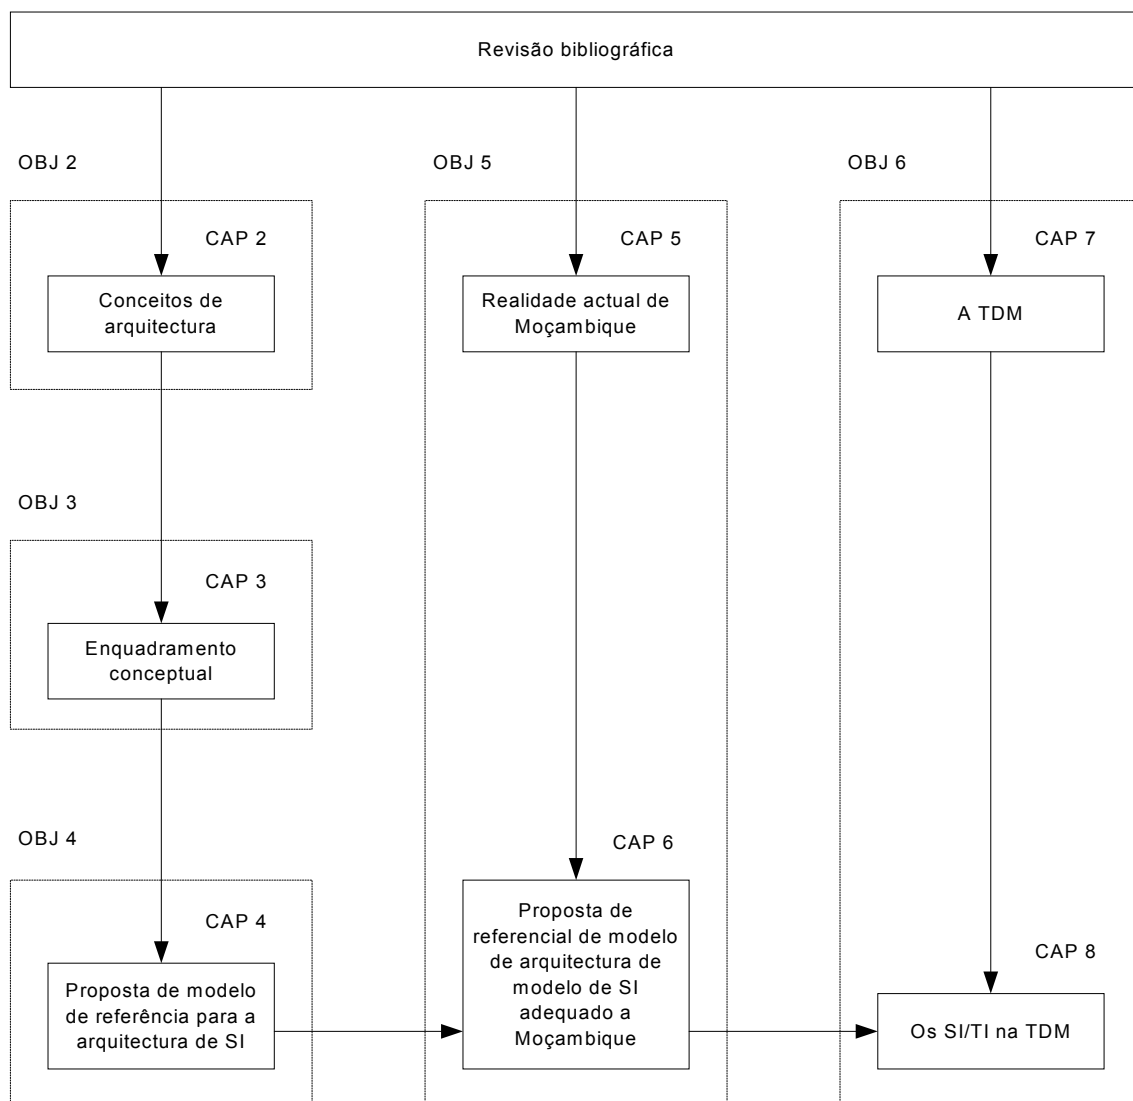 Revisão bibliográfica
OBJ 2
OBJ 5
OBJ 6
CAP 2
CAP 5
CAP 7
Conceitos de
arquitectura
Realidade actual de
Moçambique
A TDM
OBJ 3
CAP 3
Enquadramento
conceptual
OBJ 4
CAP 6
CAP 4
Proposta de
referencial de modelo
de arquitectura de
modelo de SI
adequado a
Moçambique
CAP 8
Proposta de modelo
de referência para a
arquitectura de SI
Os SI/TI na TDM